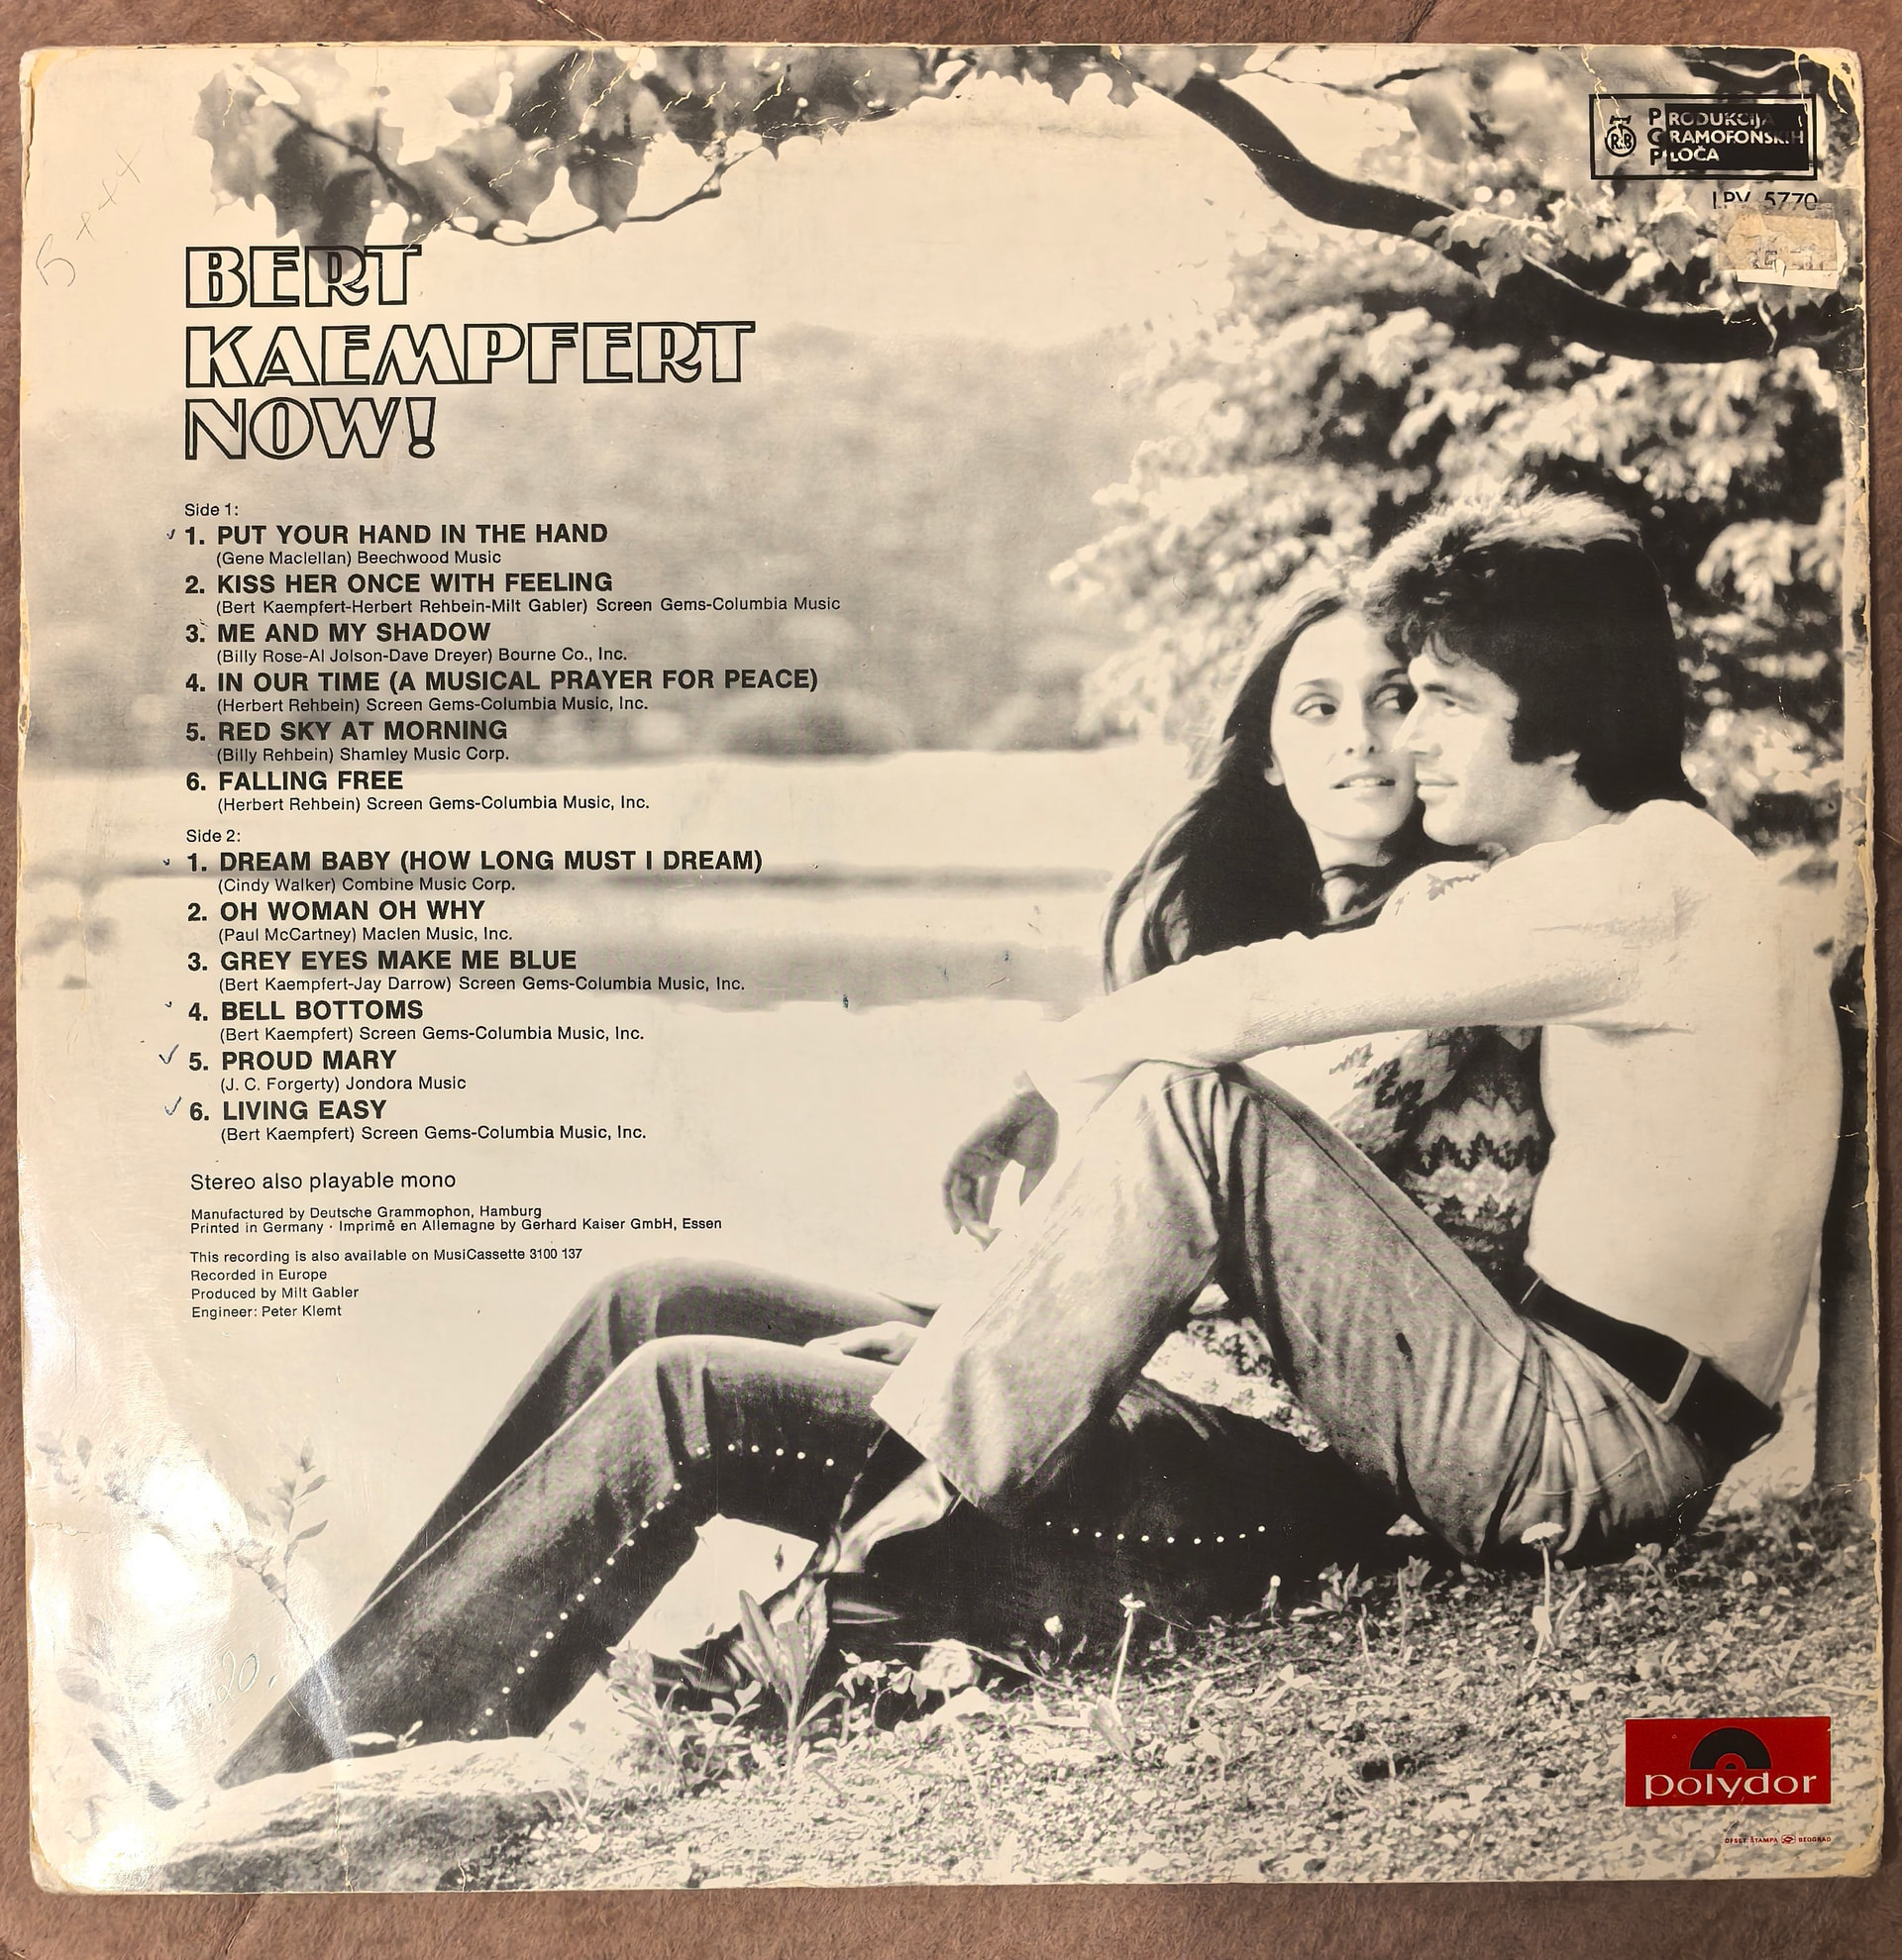 PRODUKCIJA
GRAMOFONSKIH
PLOČA
LPV 5770
BERT
KAEMPFERT
NOW!
Side 1:
1. PUT YOUR HAND IN THE HAND
(Gene Maclellan) Beechwood Music
2. KISS HER ONCE WITH FEELING
(Bert Kaempfert-Herbert Rehbein-Milt Gabler) Screen Gems-Columbia Music
3. ME AND MY SHADOW
(Billy Rose-Al Jolson-Dave Dreyer) Bourne Co., Inc.
4. IN OUR TIME (A MUSICAL PRAYER FOR PEACE)
(Herbert Rehbein) Screen Gems-Columbia Music, Inc.
5. RED SKY AT MORNING
(Billy Rehbein) Shamley Music Corp.
6. FALLING FREE
(Herbert Rehbein) Screen Gems-Columbia Music, Inc.
Side 2:
1. DREAM BABY (HOW LONG MUST I DREAM)
(Cindy Walker) Combine Music Corp.
2. OH WOMAN OH WHY
(Paul McCartney) Maclen Music, Inc.
3. GREY EYES MAKE ME BLUE
(Bert Kaempfert-Jay Darrow) Screen Gems-Columbia Music, Inc.
4. BELL BOTTOMS
(Bert Kaempfert) Screen Gems-Columbia Music, Inc.
5. PROUD MARY
(J. C. Forgerty) Jondora Music
6. LIVING EASY
(Bert Kaempfert) Screen Gems-Columbia Music, Inc.
Stereo also playable mono
Manufactured by Deutsche Grammophon, Hamburg
Printed in Germany · Imprimé en Allemagne by Gerhard Kaiser GmbH, Essen
This recording is also available on MusiCassette 3100 137
Recorded in Europe
Produced by Milt Gabler
Engineer: Peter Klemt
20.
polydor
OFSET ŠTAMPA BEOGRAD